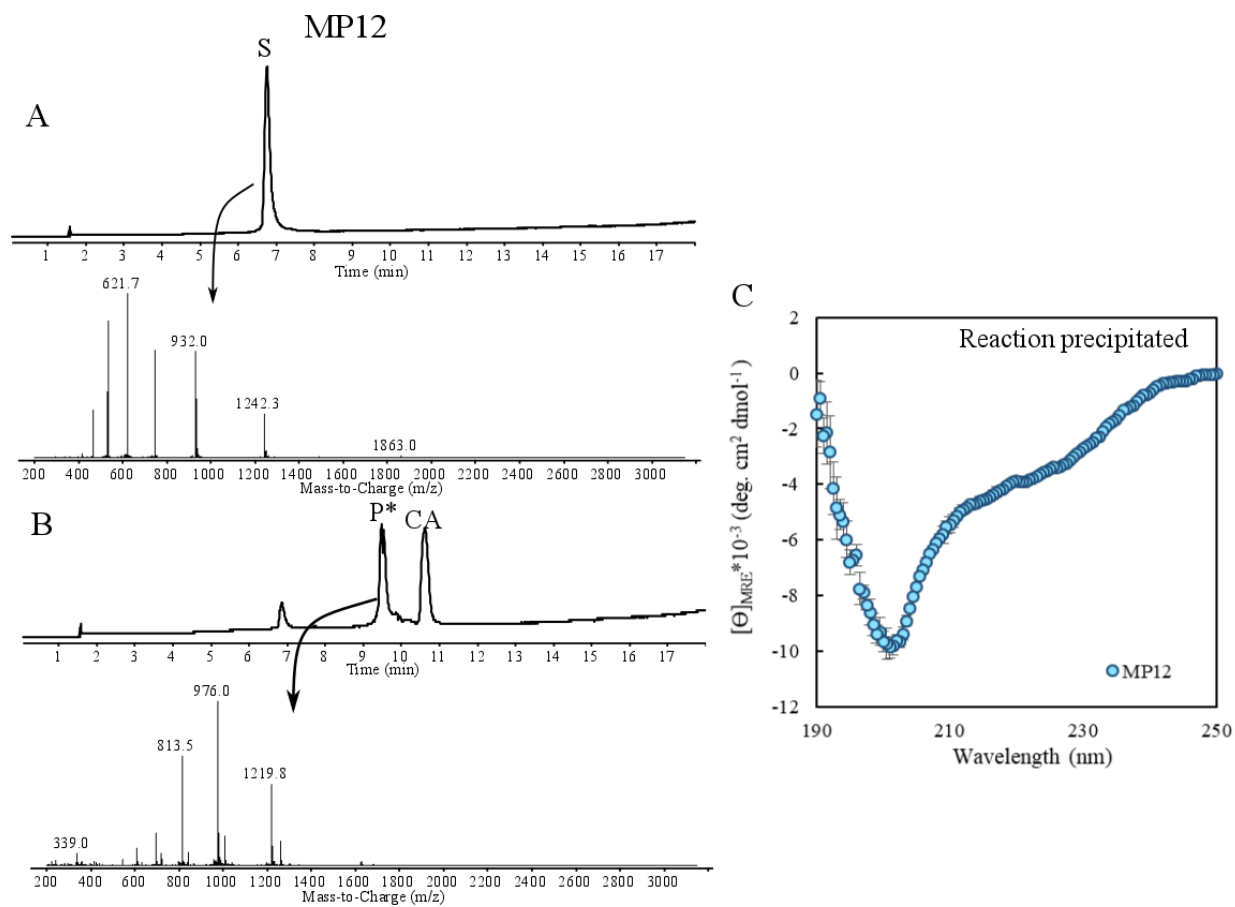 MP12
A
S
1 2 3 4 5 6 7 8 9 10 11 12 13 14 15 16 17
Time (min)
621.7
932.0
1242.3
1863.0
200 400 600 800 1000 1200 1400 1600 1800 2000 2200 2400 2600 2800 3000
Mass-to-Charge (m/z)
B
P* CA
1 2 3 4 5 6 7 8 9 10 11 12 13 14 15 16 17
Time (min)
976.0
813.5
1219.8
339.0
200 400 600 800 1000 1200 1400 1600 1800 2000 2200 2400 2600 2800 3000
Mass-to-Charge (m/z)
C
Reaction precipitated
[Θ]MRE*10-3 (deg. cm2 dmol-1)
2
0
-2
-4
-6
-8
-10
-12
MP12
190 210 230 250
Wavelength (nm)